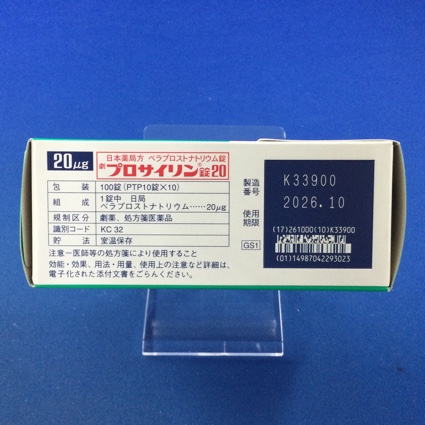 20μg
日本薬局方 ベラプロストナトリウム錠
劇 プロサイリン®錠20
包装 100錠(PTP10錠×10)
組成 1錠中 日局
ベラプロストナトリウム……20μg
規制区分 劇薬、処方箋医薬品
識別コード KC 32
貯法 室温保存
注意－医師等の処方箋により使用すること
効能・効果、用法・用量、使用上の注意など詳細は、
電子化された添付文書をごらんください。
製造番号 K33900
使用期限 2026.10
GS1
(17)261000(10)K33900
(01)14987042293023